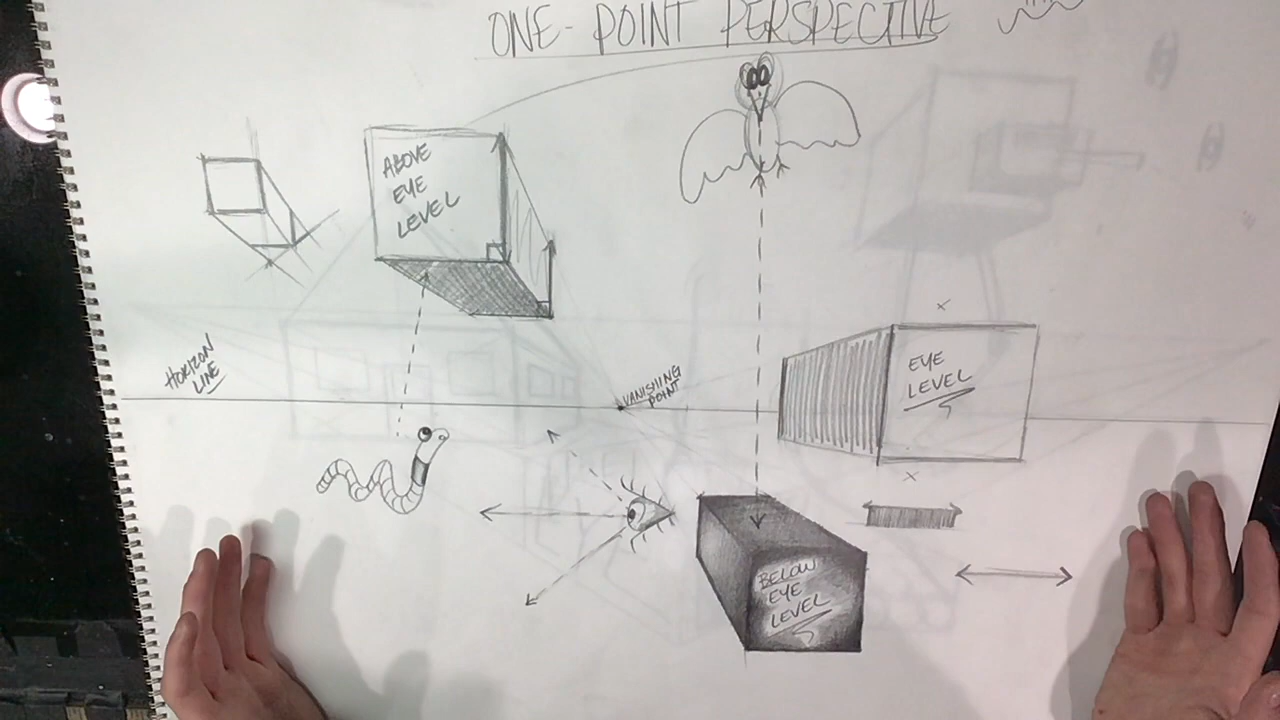 ONE-POINT PERSPECTIVE
ABOVE
EYE
LEVEL
HORIZON
LINE
VANISHING
POINT
EYE
LEVEL
BELOW
EYE
LEVEL